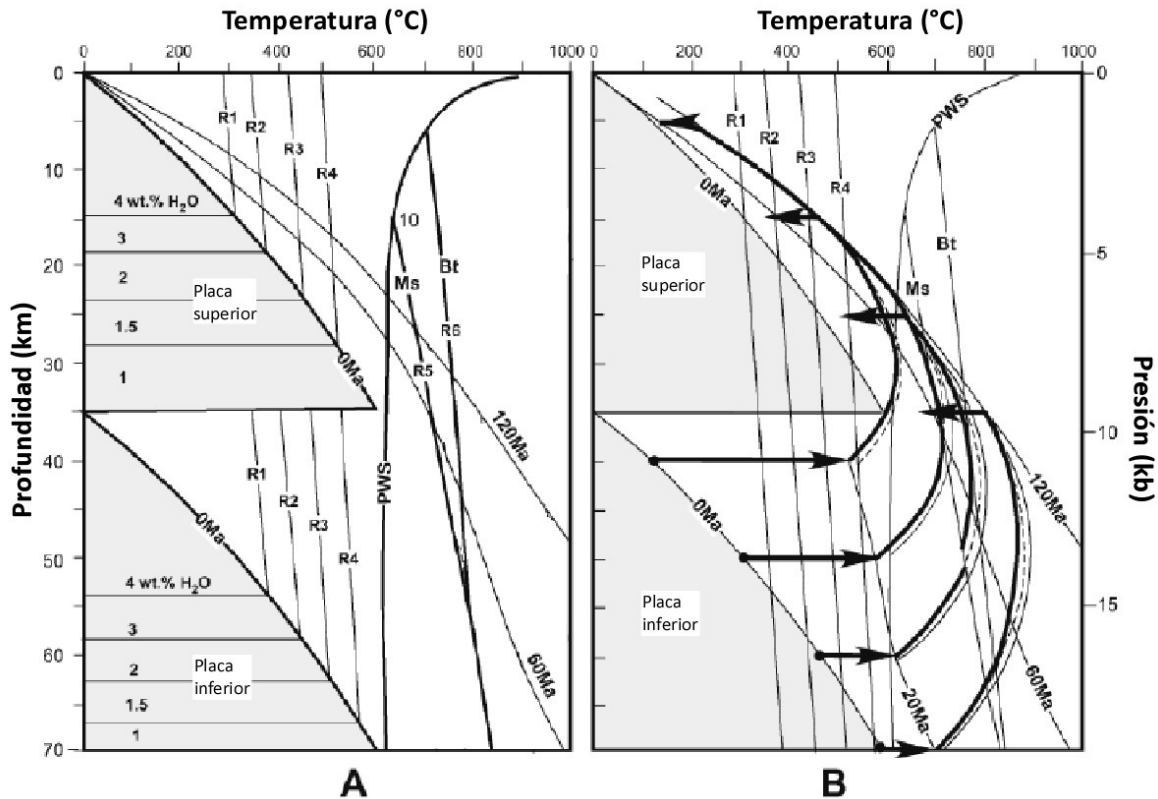 Temperatura (°C)
0 200 400 600 800 1000
Profundidad (km)
0
10
20
30
40
50
60
70
R1
R2
R3
R4
4 wt.% H2O
3
2
1.5
1
Placa
superior
0Ma
10
Ms
Bt
R6
R5
120Ma
60Ma
PWS
R1
R2
R3
R4
0Ma
4 wt.% H2O
3
2
1.5
1
Placa
inferior
A
Temperatura (°C)
0 200 400 600 800 1000
Presión (kb)
0
5
10
15
PWS
R1
R2
R3
R4
0Ma
Bt
Ms
Placa
superior
0Ma
120Ma
Placa
inferior
20Ma
60Ma
B